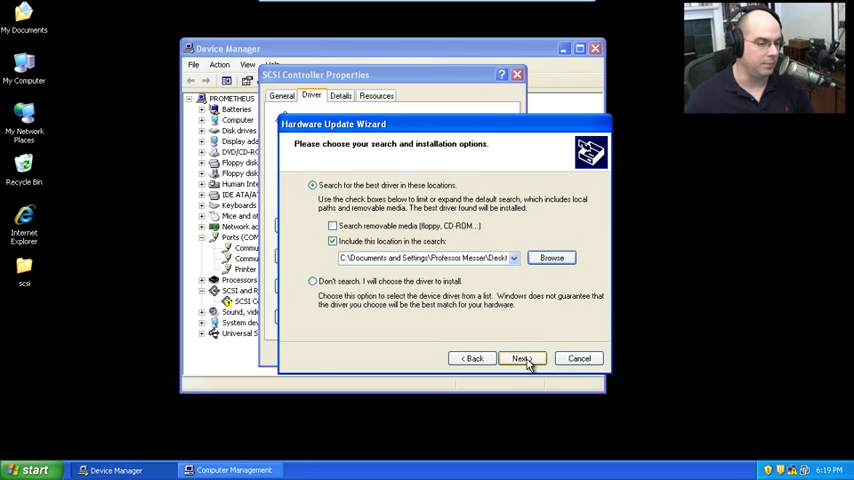 My Documents
My Computer
My Network
Places
Recycle Bin
Internet
Explorer
scsi
Device Manager
File Action View Help
PROMETHEUS
Batteries
Computer
Disk drives
Display ada
DVD/CD-RO
Floppy disk
Floppy disk
Human Inte
IDE ATA/AT
Keyboards
Mice and ot
Network ad
Ports (COM
Commu
Commu
Printer
Processors
SCSI and R
SCSI C
Sound, vide
System dev
Universal S
SCSI Controller Properties
General Driver Details Resources
Hardware Update Wizard
Please choose your search and installation options.
Search for the best driver in these locations.
Use the check boxes below to limit or expand the default search, which includes local
paths and removable media. The best driver found will be installed.
Search removable media (floppy, CD-ROM...)
Include this location in the search:
C:\Documents and Settings\Professor Messer\Deskt
Browse
Don't search. I will choose the driver to install.
Choose this option to select the device driver from a list. Windows does not guarantee that
the driver you choose will be the best match for your hardware.
< Back Next > Cancel
start Device Manager Computer Management 6:19 PM